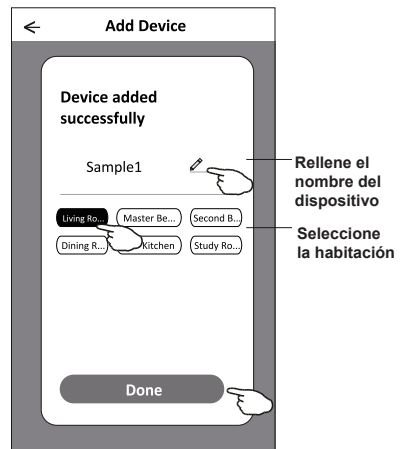 ← Add Device
Device added
successfully
Sample1
Rellene el
nombre del
dispositivo
Living Ro...
Master Be...
Second B...
Seleccione
la habitación
Dining R...
Kitchen
Study Ro...
Done